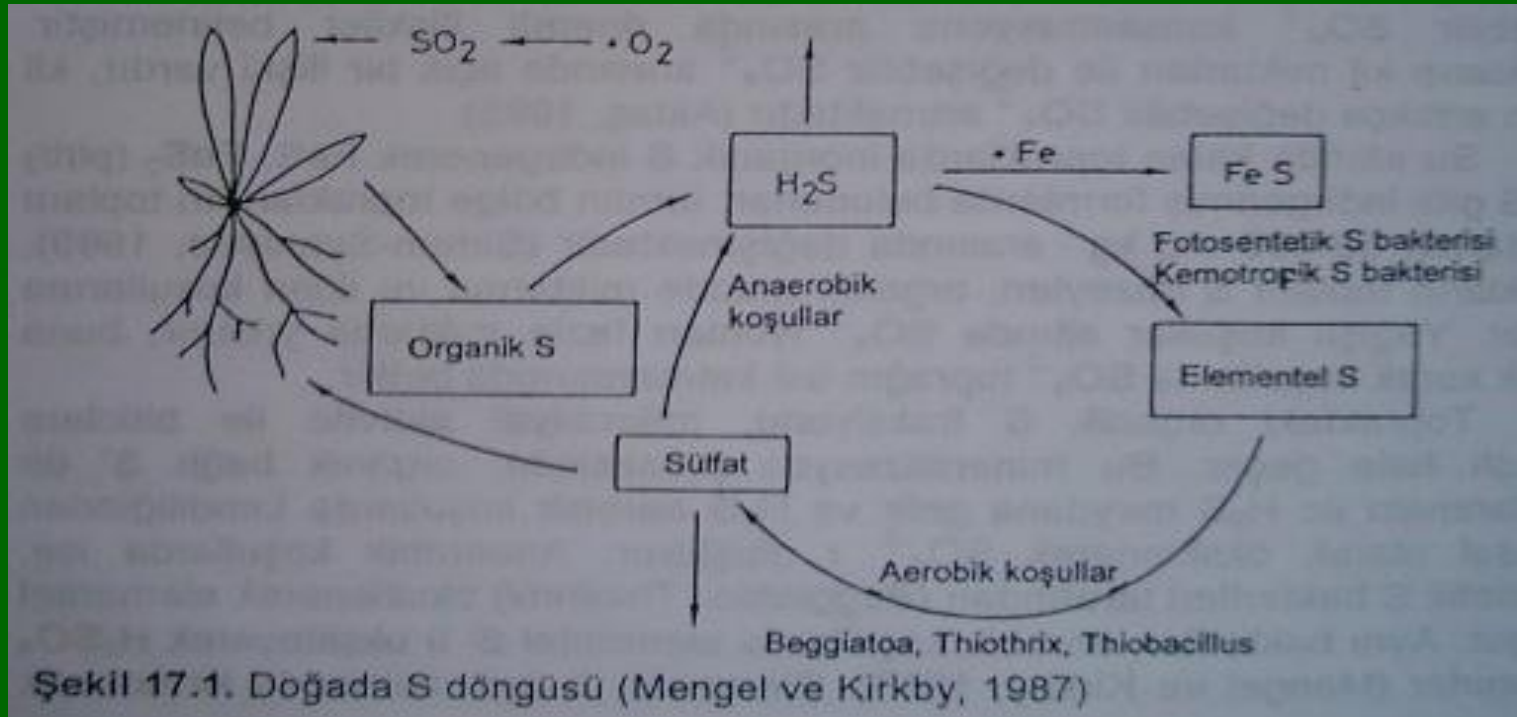 SO₂ ← • O₂
H₂S
• Fe
Fe S
Fotosentetik S bakterisi
Kemotropik S bakterisi
Anaerobik
koşullar
Organik S
Elementel S
Sülfat
Aerobik koşullar
Beggiatoa, Thiothrix, Thiobacillus
Şekil 17.1. Doğada S döngüsü (Mengel ve Kirkby, 1987)